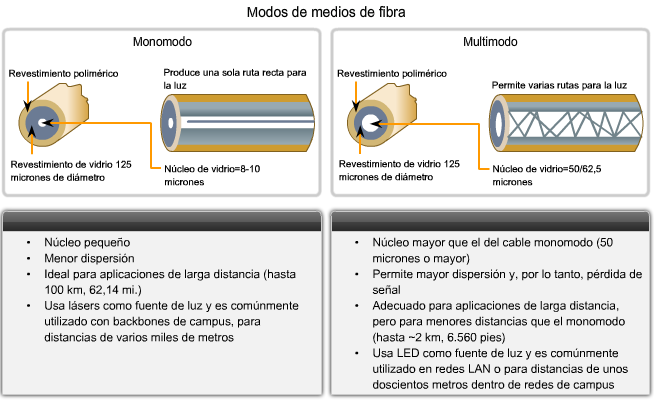 Modos de medios de fibra
Monomodo
Revestimiento polimérico
Produce una sola ruta recta para
la luz
Revestimiento de vidrio 125
micrones de diámetro
Núcleo de vidrio=8-10
micrones
Multimodo
Revestimiento polimérico
Permite varias rutas para la luz
Revestimiento de vidrio 125
micrones de diámetro
Núcleo de vidrio=50/62,5
micrones
• Núcleo pequeño
• Menor dispersión
• Ideal para aplicaciones de larga distancia (hasta
100 km, 62,14 mi.)
• Usa lásers como fuente de luz y es comúnmente
utilizado con backbones de campus, para
distancias de varios miles de metros
• Núcleo mayor que el del cable monomodo (50
micrones o mayor)
• Permite mayor dispersión y, por lo tanto, pérdida de
señal
• Adecuado para aplicaciones de larga distancia,
pero para menores distancias que el monomodo
(hasta ~2 km, 6.560 pies)
• Usa LED como fuente de luz y es comúnmente
utilizado en redes LAN o para distancias de unos
doscientos metros dentro de redes de campus